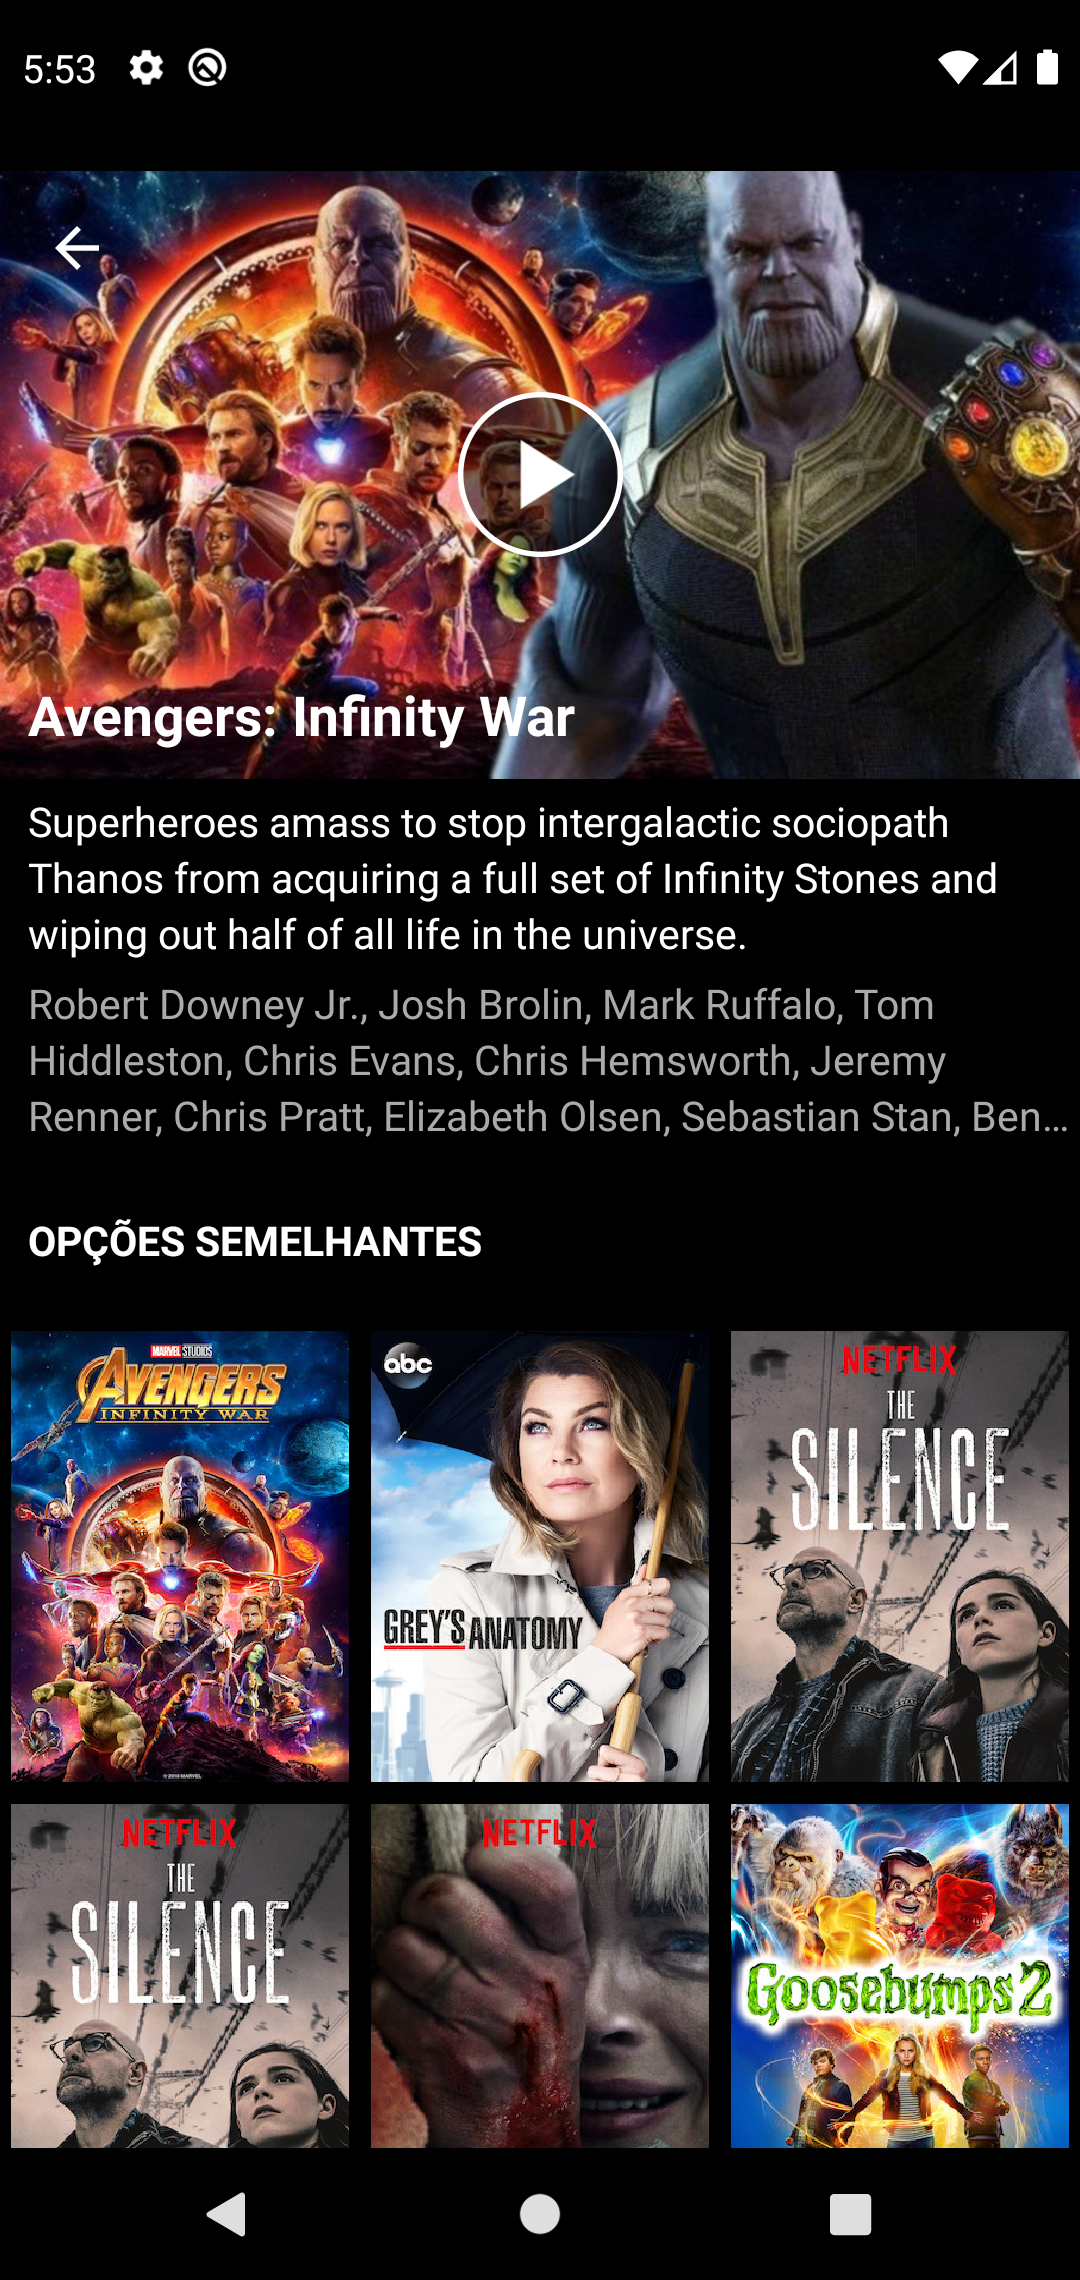 5:53
Avengers: Infinity War
Superheroes amass to stop intergalactic sociopath
Thanos from acquiring a full set of Infinity Stones and
wiping out half of all life in the universe.
Robert Downey Jr., Josh Brolin, Mark Ruffalo, Tom
Hiddleston, Chris Evans, Chris Hemsworth, Jeremy
Renner, Chris Pratt, Elizabeth Olsen, Sebastian Stan, Ben...
OPÇÕES SEMELHANTES
MARVEL STUDIOS
AVENGERS
INFINITY WAR
© 2018 MARVEL
abc
GREY'S ANATOMY
NETFLIX
THE
SILENCE
NETFLIX
THE
SILENCE
NETFLIX
Goosebumps 2